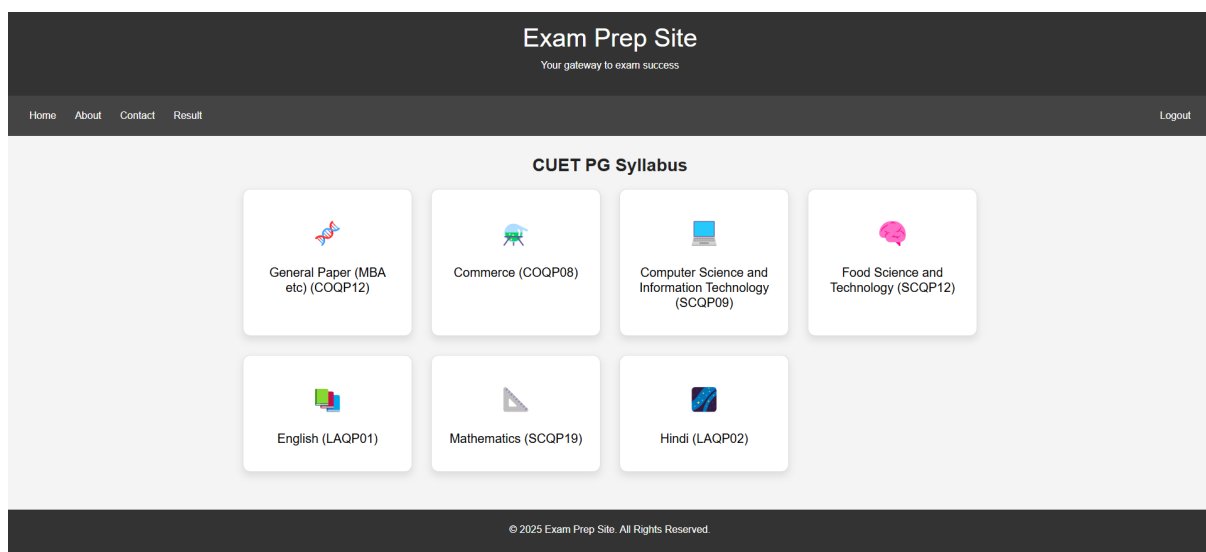 Exam Prep Site
Your gateway to exam success
Home About Contact Result Logout
CUET PG Syllabus
General Paper (MBA
etc) (COQP12)
Commerce (COQP08)
Computer Science and
Information Technology
(SCQP09)
Food Science and
Technology (SCQP12)
English (LAQP01)
Mathematics (SCQP19)
Hindi (LAQP02)
© 2025 Exam Prep Site. All Rights Reserved.